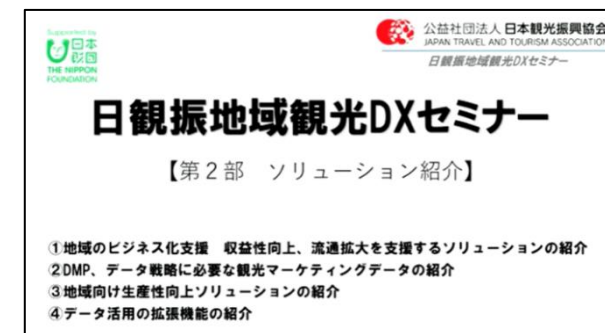 Supported by
日本
財団
THE NIPPON
FOUNDATION
公益社団法人 日本観光振興協会
JAPAN TRAVEL AND TOURISM ASSOCIATION
日観振地域観光DXセミナー
日観振地域観光DXセミナー
【第2部　ソリューション紹介】
①地域のビジネス化支援　収益性向上、流通拡大を支援するソリューションの紹介
②DMP、データ戦略に必要な観光マーケティングデータの紹介
③地域向け生産性向上ソリューションの紹介
④データ活用の拡張機能の紹介